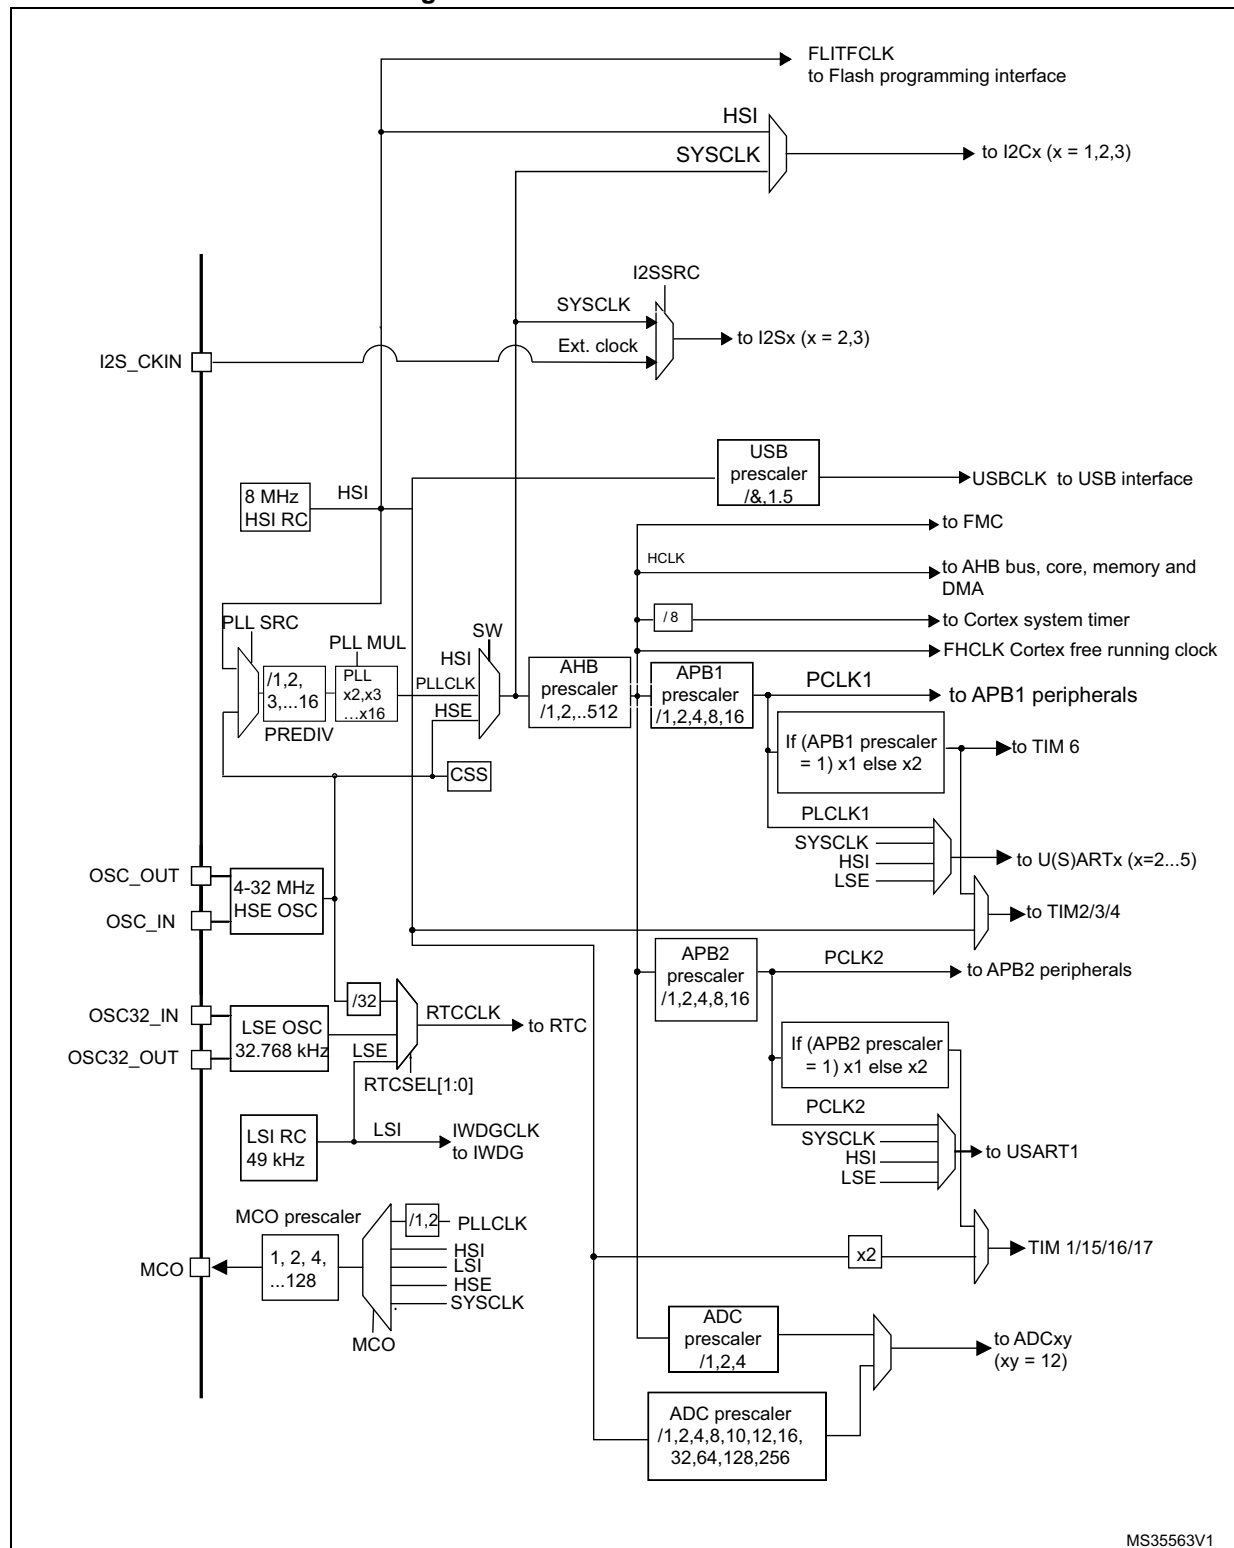 FLITFCLK
to Flash programming interface
HSI
SYSCLK
to I2Cx (x = 1,2,3)
I2SSRC
SYSCLK
to I2Sx (x = 2,3)
Ext. clock
I2S_CKIN
USB
prescaler
/&,1.5
USBCLK to USB interface
8 MHz
HSI RC
HSI
to FMC
HCLK
to AHB bus, core, memory and
DMA
/ 8
to Cortex system timer
FHCLK Cortex free running clock
PLL SRC
PLL MUL
SW
HSI
PLLCLK
HSE
/1,2,
3,...16
PREDIV
PLL
x2,x3
...x16
AHB
prescaler
/1,2,..512
APB1
prescaler
/1,2,4,8,16
PCLK1
to APB1 peripherals
If (APB1 prescaler
= 1) x1 else x2
to TIM 6
CSS
PLCLK1
SYSCLK
HSI
LSE
to U(S)ARTx (x=2...5)
OSC_OUT
OSC_IN
4-32 MHz
HSE OSC
to TIM2/3/4
APB2
prescaler
/1,2,4,8,16
PCLK2
to APB2 peripherals
/32
OSC32_IN
OSC32_OUT
LSE OSC
32.768 kHz
RTCCLK
to RTC
LSE
RTCSEL[1:0]
If (APB2 prescaler
= 1) x1 else x2
PCLK2
SYSCLK
HSI
LSE
to USART1
LSI RC
49 kHz
LSI
IWDGCLK
to IWDG
MCO prescaler
/1,2
PLLCLK
HSI
LSI
HSE
SYSCLK
1, 2, 4,
...128
MCO
MCO
x2
TIM 1/15/16/17
ADC
prescaler
/1,2,4
to ADCxy
(xy = 12)
ADC prescaler
/1,2,4,8,10,12,16,
32,64,128,256
MS35563V1